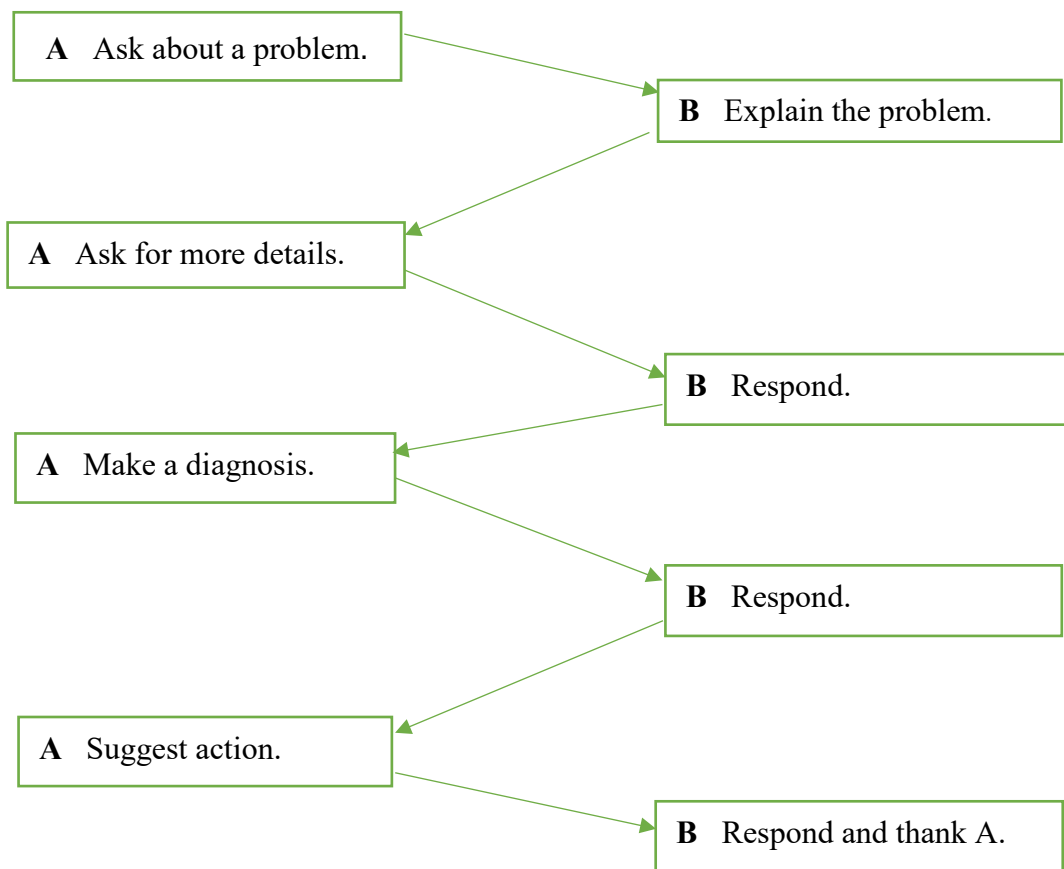 A Ask about a problem.
B Explain the problem.
A Ask for more details.
B Respond.
A Make a diagnosis.
B Respond.
A Suggest action.
B Respond and thank A.